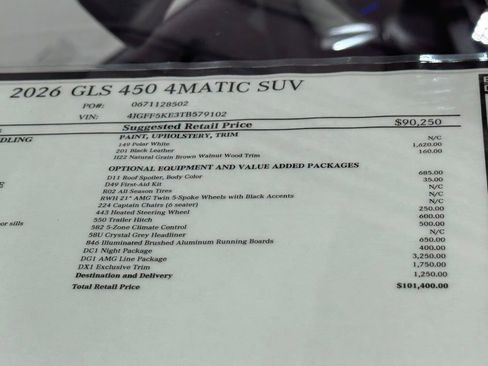 2026 GLS 450 4MATIC SUV
PO#: 0671128502
VIN: 4JGFF5KE3TB579102
Suggested Retail Price $90,250
DLING PAINT, UPHOLSTERY, TRIM
149 Polar White N/C
201 Black Leather 1,620.00
H22 Natural Grain Brown Walnut Wood Trim 160.00
OPTIONAL EQUIPMENT AND VALUE ADDED PACKAGES
D11 Roof Spoiler, Body Color 685.00
D49 First-Aid Kit 35.00
R02 All Season Tires N/C
RWH 21" AMG Twin 5-Spoke Wheels with Black Accents N/C
224 Captain Chairs (6 seater) N/C
443 Heated Steering Wheel 250.00
550 Trailer Hitch 600.00
or sills 582 5-Zone Climate Control 500.00
58U Crystal Grey Headliner N/C
846 Illuminated Brushed Aluminum Running Boards 650.00
DC1 Night Package 400.00
DG1 AMG Line Package 3,250.00
DX1 Exclusive Trim 1,750.00
Destination and Delivery 1,250.00
Total Retail Price $101,400.00